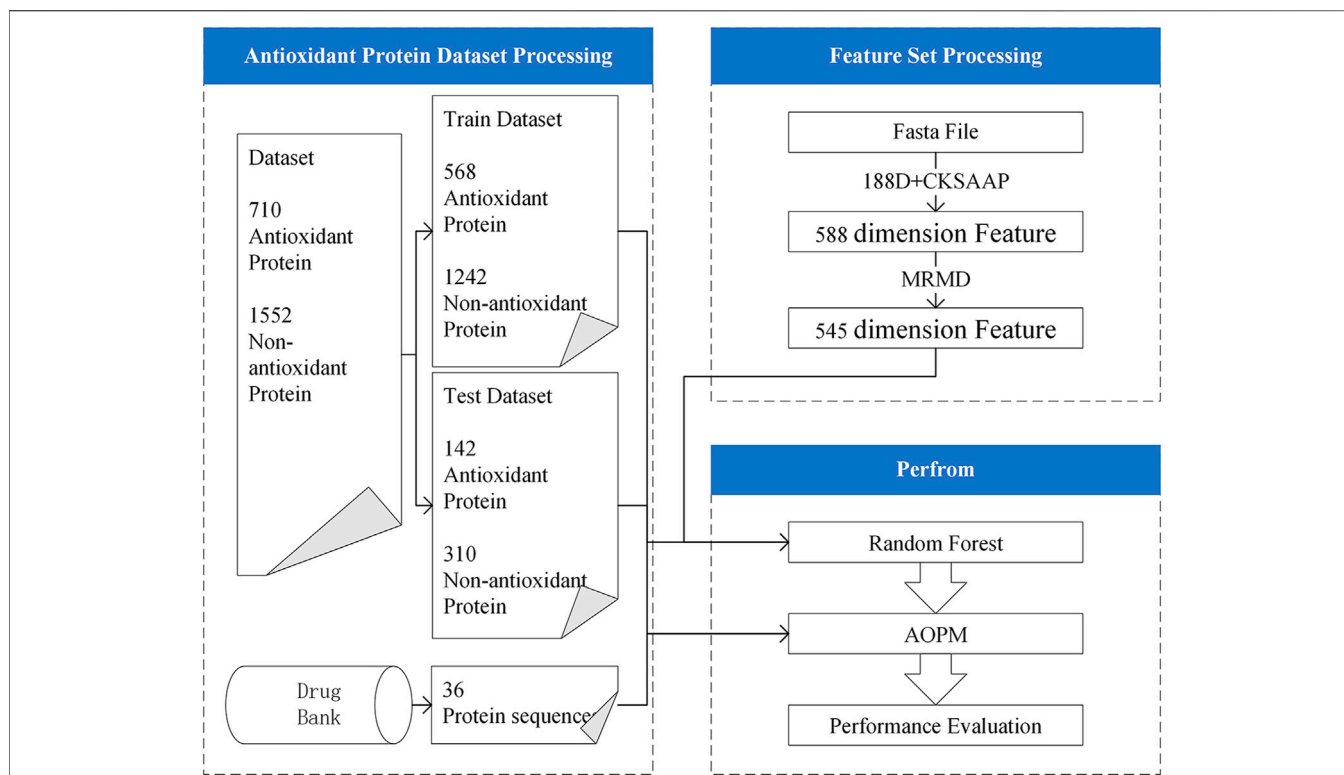 Antioxidant Protein Dataset Processing
Dataset
710
Antioxidant
Protein
1552
Non-
antioxidant
Protein
Train Dataset
568
Antioxidant
Protein
1242
Non-antioxidant
Protein
Test Dataset
142
Antioxidant
Protein
310
Non-antioxidant
Protein
Drug
Bank
36
Protein sequences
Feature Set Processing
Fasta File
188D+CKSAAP
588 dimension Feature
MRMD
545 dimension Feature
Perfrom
Random Forest
AOPM
Performance Evaluation